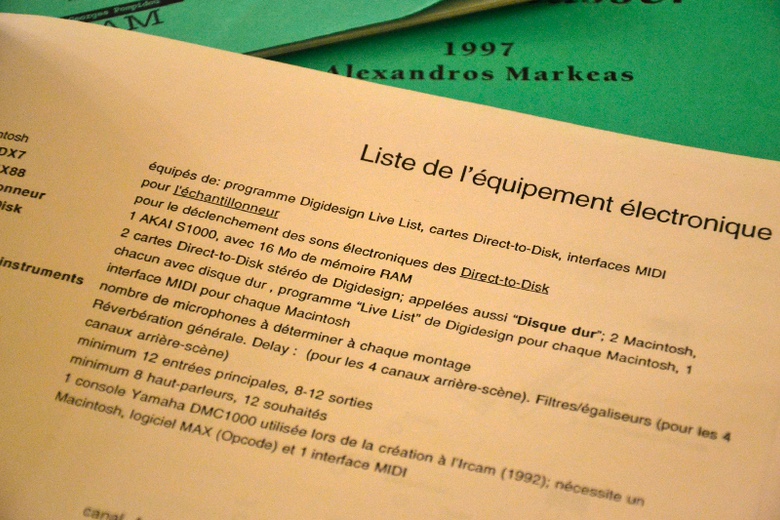 Georges Pompidou
AM
1997
Alexandros Markeas
Liste de l'équipement électronique
ntosh
DX7
X88
onneur
isk
instruments
équipés de: programme Digidesign Live List, cartes Direct-to-Disk, interfaces MIDI
pour l'échantillonneur
pour le déclenchement des sons électroniques des Direct-to-Disk
1 AKAI S1000, avec 16 Mo de mémoire RAM
2 cartes Direct-to-Disk stéréo de Digidesign; appelées aussi "Disque dur"; 2 Macintosh,
chacun avec disque dur , programme "Live List" de Digidesign pour chaque Macintosh, 1
interface MIDI pour chaque Macintosh
nombre de microphones à déterminer à chaque montage
Réverbération générale. Delay : (pour les 4 canaux arrière-scène). Filtres/égaliseurs (pour les 4
canaux arrière-scène)
minimum 12 entrées principales, 8-12 sorties
minimum 8 haut-parleurs, 12 souhaités
1 console Yamaha DMC1000 utilisée lors de la création à l'Ircam (1992); nécessite un
Macintosh, logiciel MAX (Opcode) et 1 interface MIDI
canal